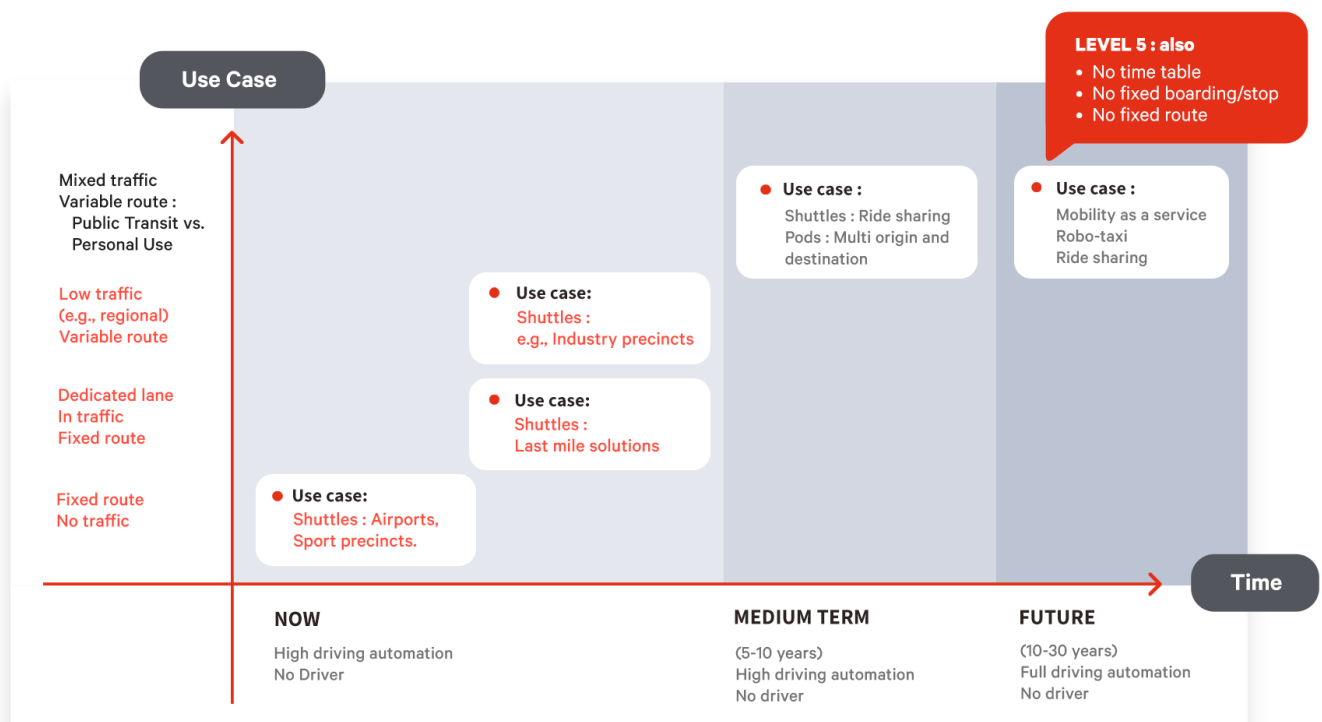 LEVEL 5 : also
• No time table
• No fixed boarding/stop
• No fixed route
Use Case
Mixed traffic
Variable route :
Public Transit vs.
Personal Use
• Use case :
Shuttles : Ride sharing
Pods : Multi origin and
destination
• Use case :
Mobility as a service
Robo-taxi
Ride sharing
Low traffic
(e.g., regional)
Variable route
• Use case:
Shuttles :
e.g., Industry precincts
Dedicated lane
In traffic
Fixed route
• Use case:
Shuttles :
Last mile solutions
Fixed route
No traffic
• Use case:
Shuttles : Airports,
Sport precincts.
Time
NOW
High driving automation
No Driver
MEDIUM TERM
(5-10 years)
High driving automation
No driver
FUTURE
(10-30 years)
Full driving automation
No driver